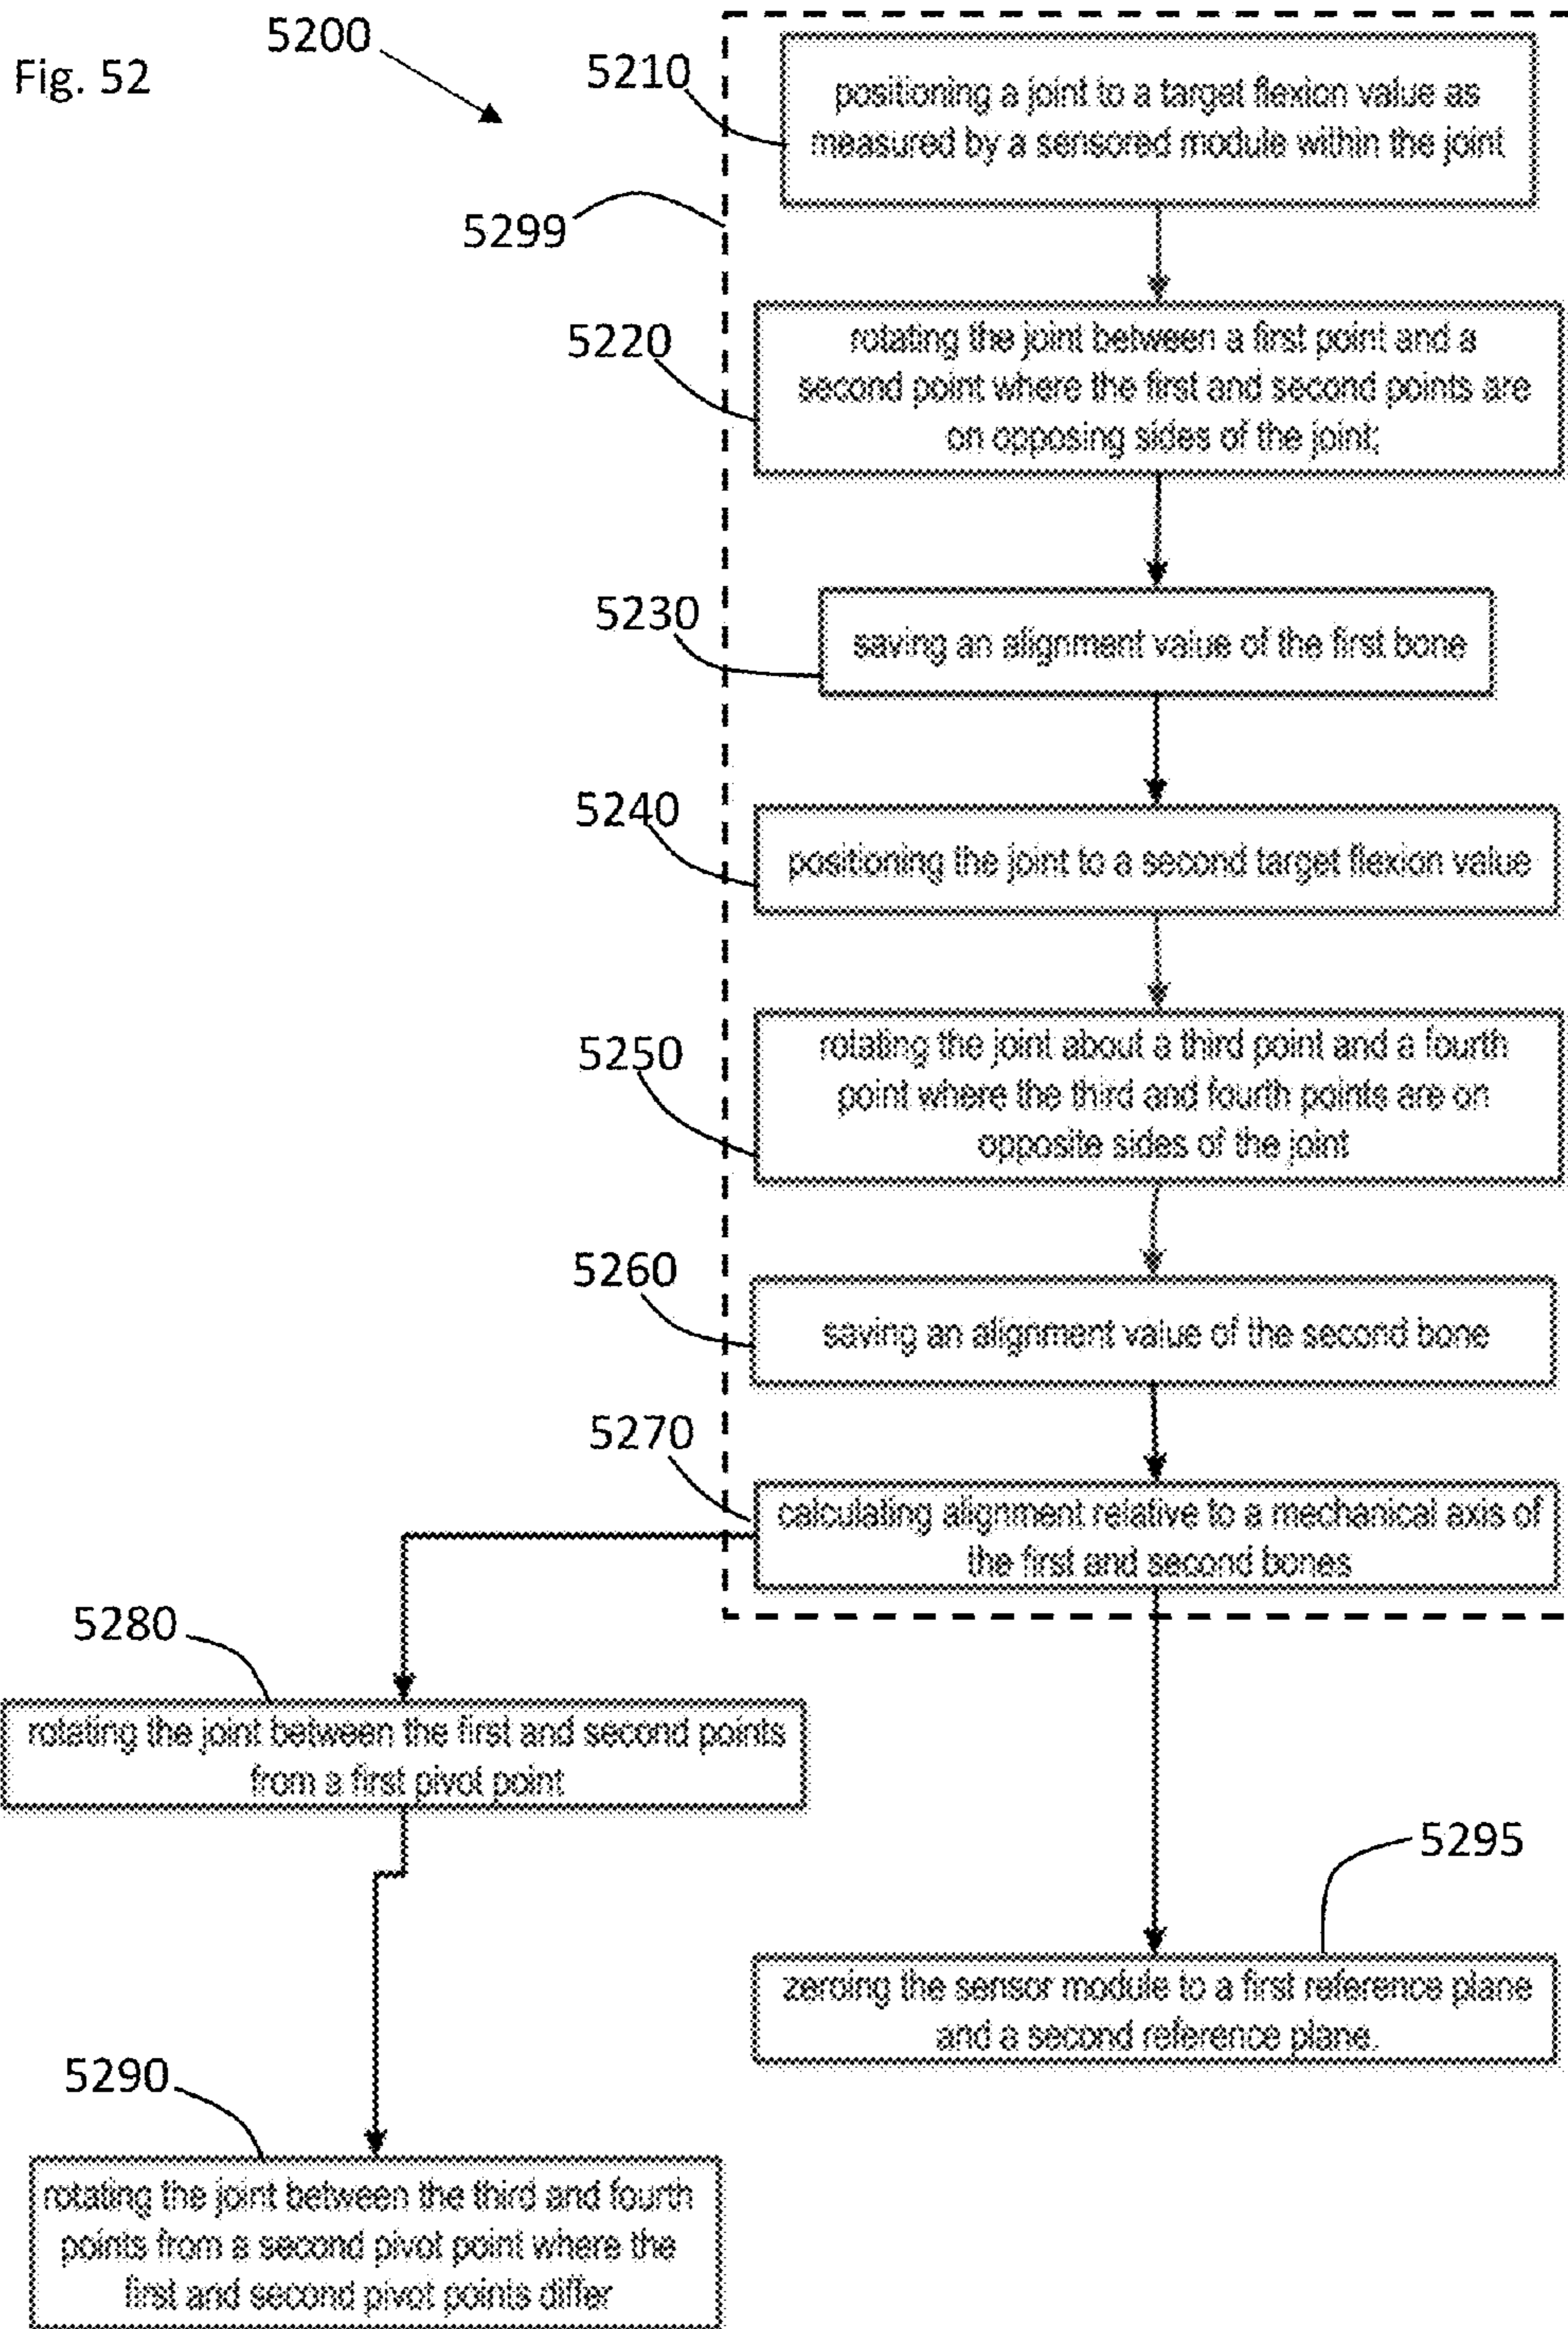 Fig. 52
5200
5210
positioning a joint to a target flexion value as
measured by a sensored module within the joint
5299
5220
rotating the joint between a first point and a
second point where the first and second points are
on opposing sides of the joint;
5230
saving an alignment value of the first bone
5240
positioning the joint to a second target flexion value
5250
rotating the joint about a third point and a fourth
point where the third and fourth points are on
opposite sides of the joint
5260
saving an alignment value of the second bone
5270
calculating alignment relative to a mechanical axis of
the first and second bones
5280
rotating the joint between the first and second points
from a first pivot point
5295
zeroing the sensor module to a first reference plane
and a second reference plane.
5290
rotating the joint between the third and fourth
points from a second pivot point where the
first and second pivot points differ